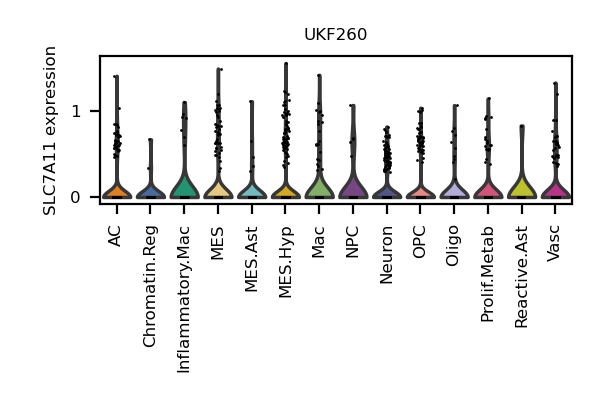 UKF260
SLC7A11 expression
1
0
AC
Chromatin.Reg
Inflammatory.Mac
MES
MES.Ast
MES.Hyp
Mac
NPC
Neuron
OPC
Oligo
Prolif.Metab
Reactive.Ast
Vasc